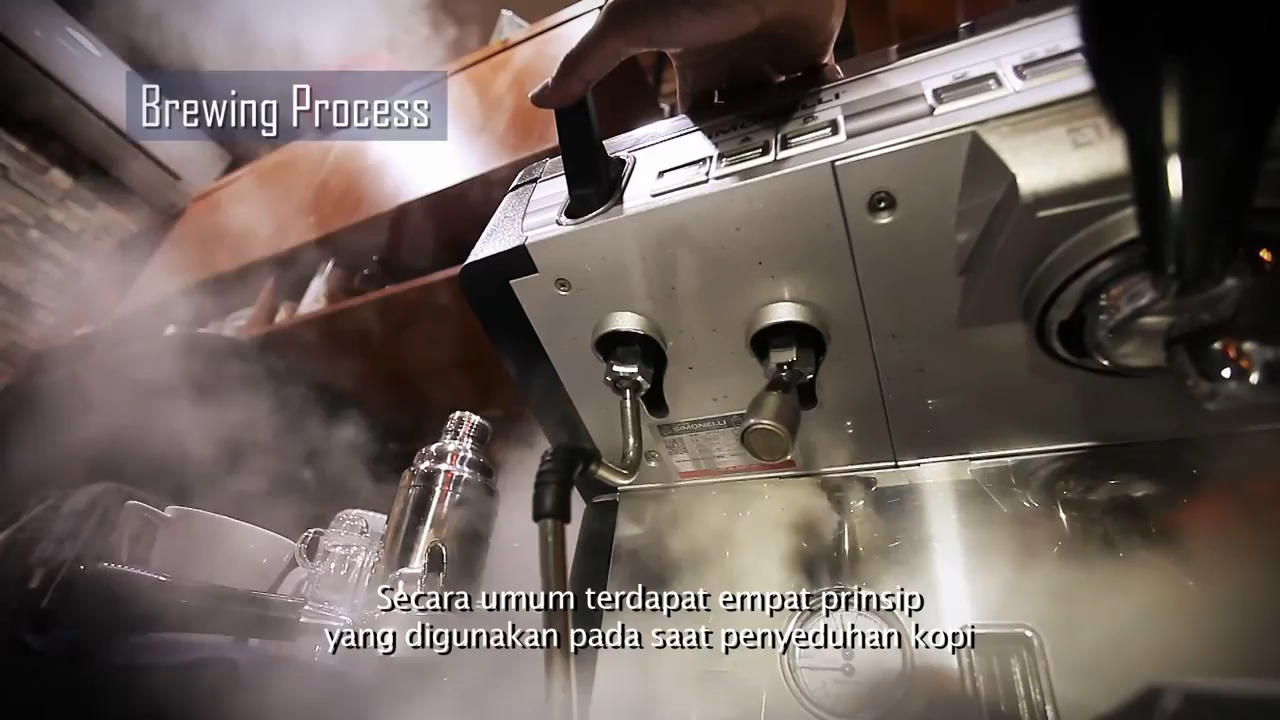 Brewing Process
SIMONELLI
Secara umum terdapat empat prinsip
yang digunakan pada saat penyeduhan kopi